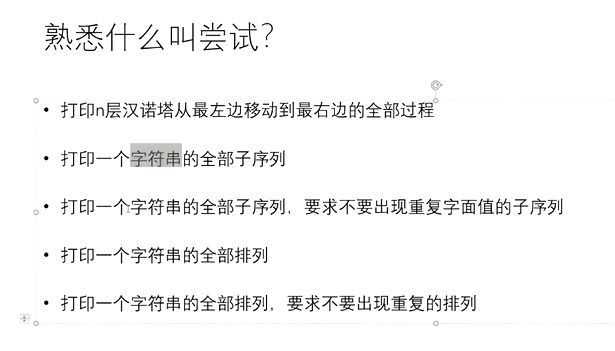 熟悉什么叫尝试？
• 打印n层汉诺塔从最左边移动到最右边的全部过程
• 打印一个字符串的全部子序列
• 打印一个字符串的全部子序列，要求不要出现重复字面值的子序列
• 打印一个字符串的全部排列
• 打印一个字符串的全部排列，要求不要出现重复的排列